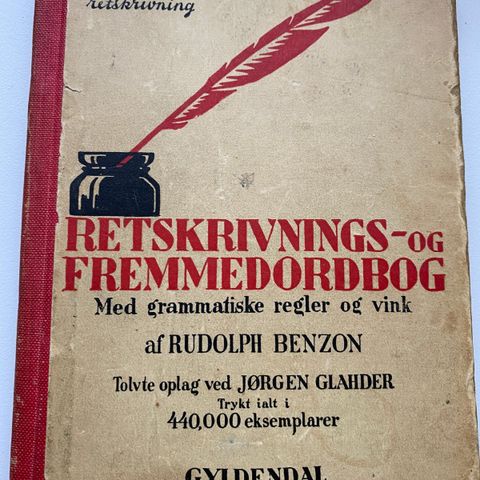 retskrivning
RETSKRIVNINGS- OG
FREMMEDORDBOG
Med grammatiske regler og vink
af RUDOLPH BENZON
Tolvte oplag ved JØRGEN GLAHDER
Trykt ialt i
440,000 eksemplarer
GYLDENDAL